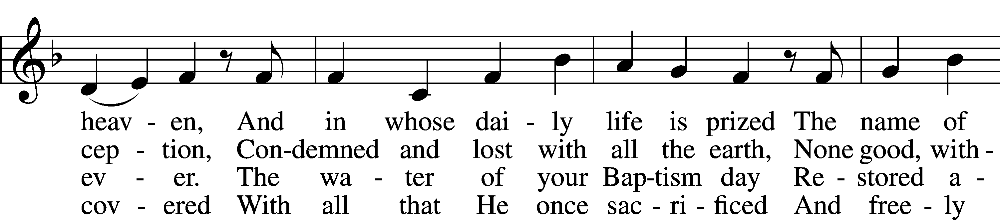 heav - en, And in whose dai - ly life is prized The name of
cep - tion, Con-demned and lost with all the earth, None good, with -
ev - er. The wa - ter of your Bap-tism day Re - stored a -
cov - ered With all that He once sac - ri - ficed And free - ly